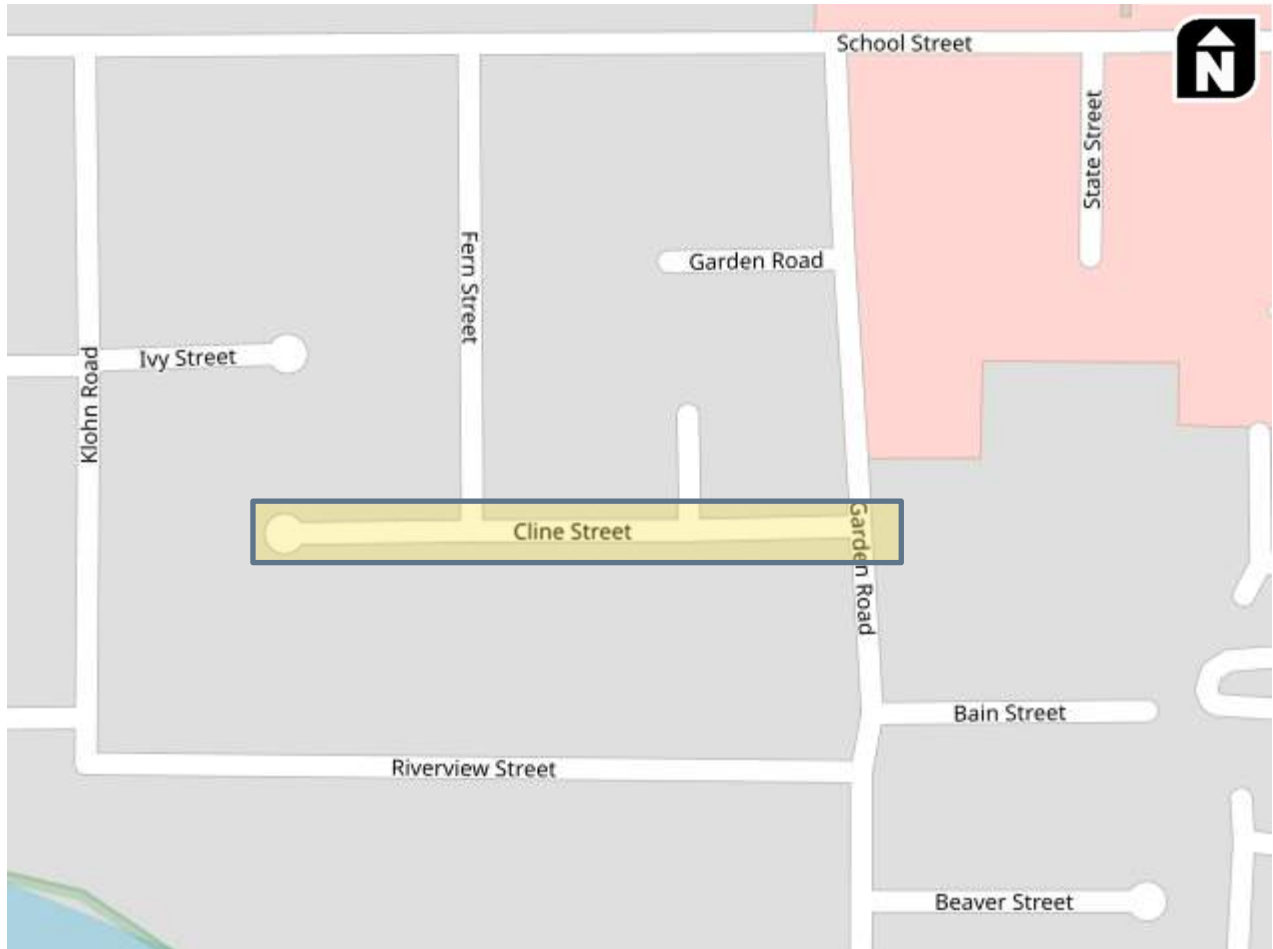 School Street
N
State Street
Fern Street
Garden Road
Ivy Street
Klohn Road
Cline Street
Garden Road
Bain Street
Riverview Street
Beaver Street